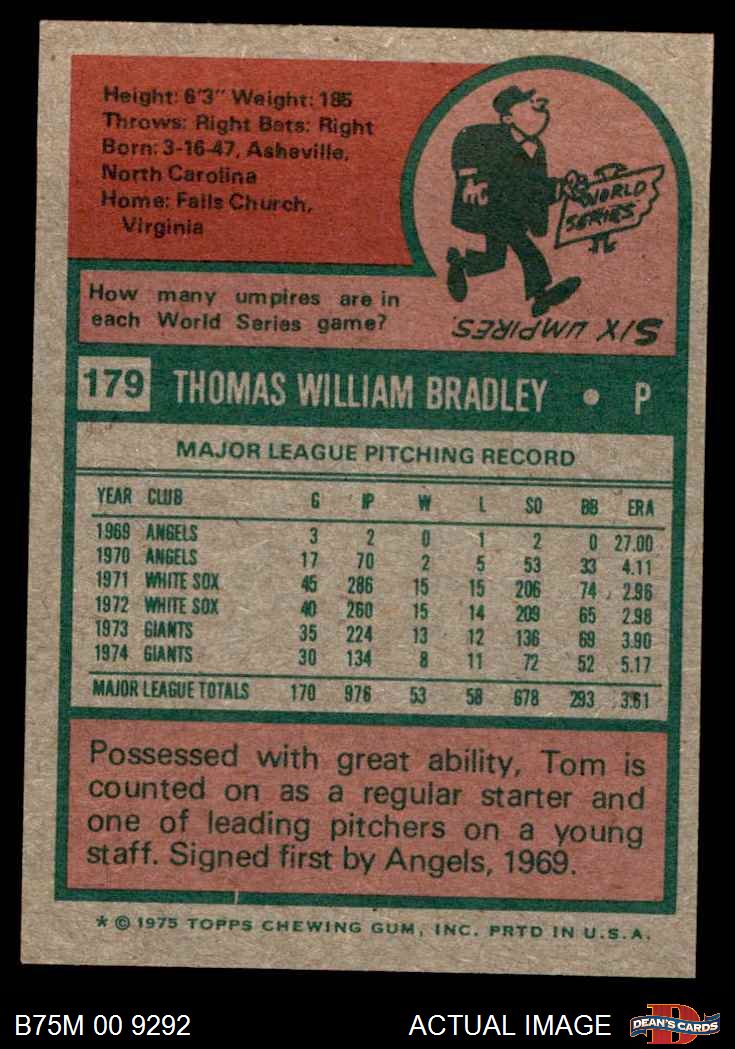 Height: 6'3" Weight: 185
Throws: Right Bats: Right
Born: 3-16-47, Asheville,
North Carolina
Home: Falls Church,
Virginia
WORLD
SERIES
How many umpires are in
each World Series game?
SIX UMPIRES.
179 THOMAS WILLIAM BRADLEY • P
MAJOR LEAGUE PITCHING RECORD
YEAR CLUB G IP W L SO BB ERA
1969 ANGELS 3 2 0 1 2 0 27.00
1970 ANGELS 17 70 2 5 53 33 4.11
1971 WHITE SOX 45 286 15 15 206 74 2.96
1972 WHITE SOX 40 260 15 14 209 65 2.98
1973 GIANTS 35 224 13 12 136 69 3.90
1974 GIANTS 30 134 8 11 72 52 5.17
MAJOR LEAGUE TOTALS 170 976 53 58 678 293 3.61
Possessed with great ability, Tom is
counted on as a regular starter and
one of leading pitchers on a young
staff. Signed first by Angels, 1969.
* © 1975 TOPPS CHEWING GUM, INC. PRTD IN U.S.A.
B75M 00 9292 ACTUAL IMAGE
D
DEAN'S CARDS